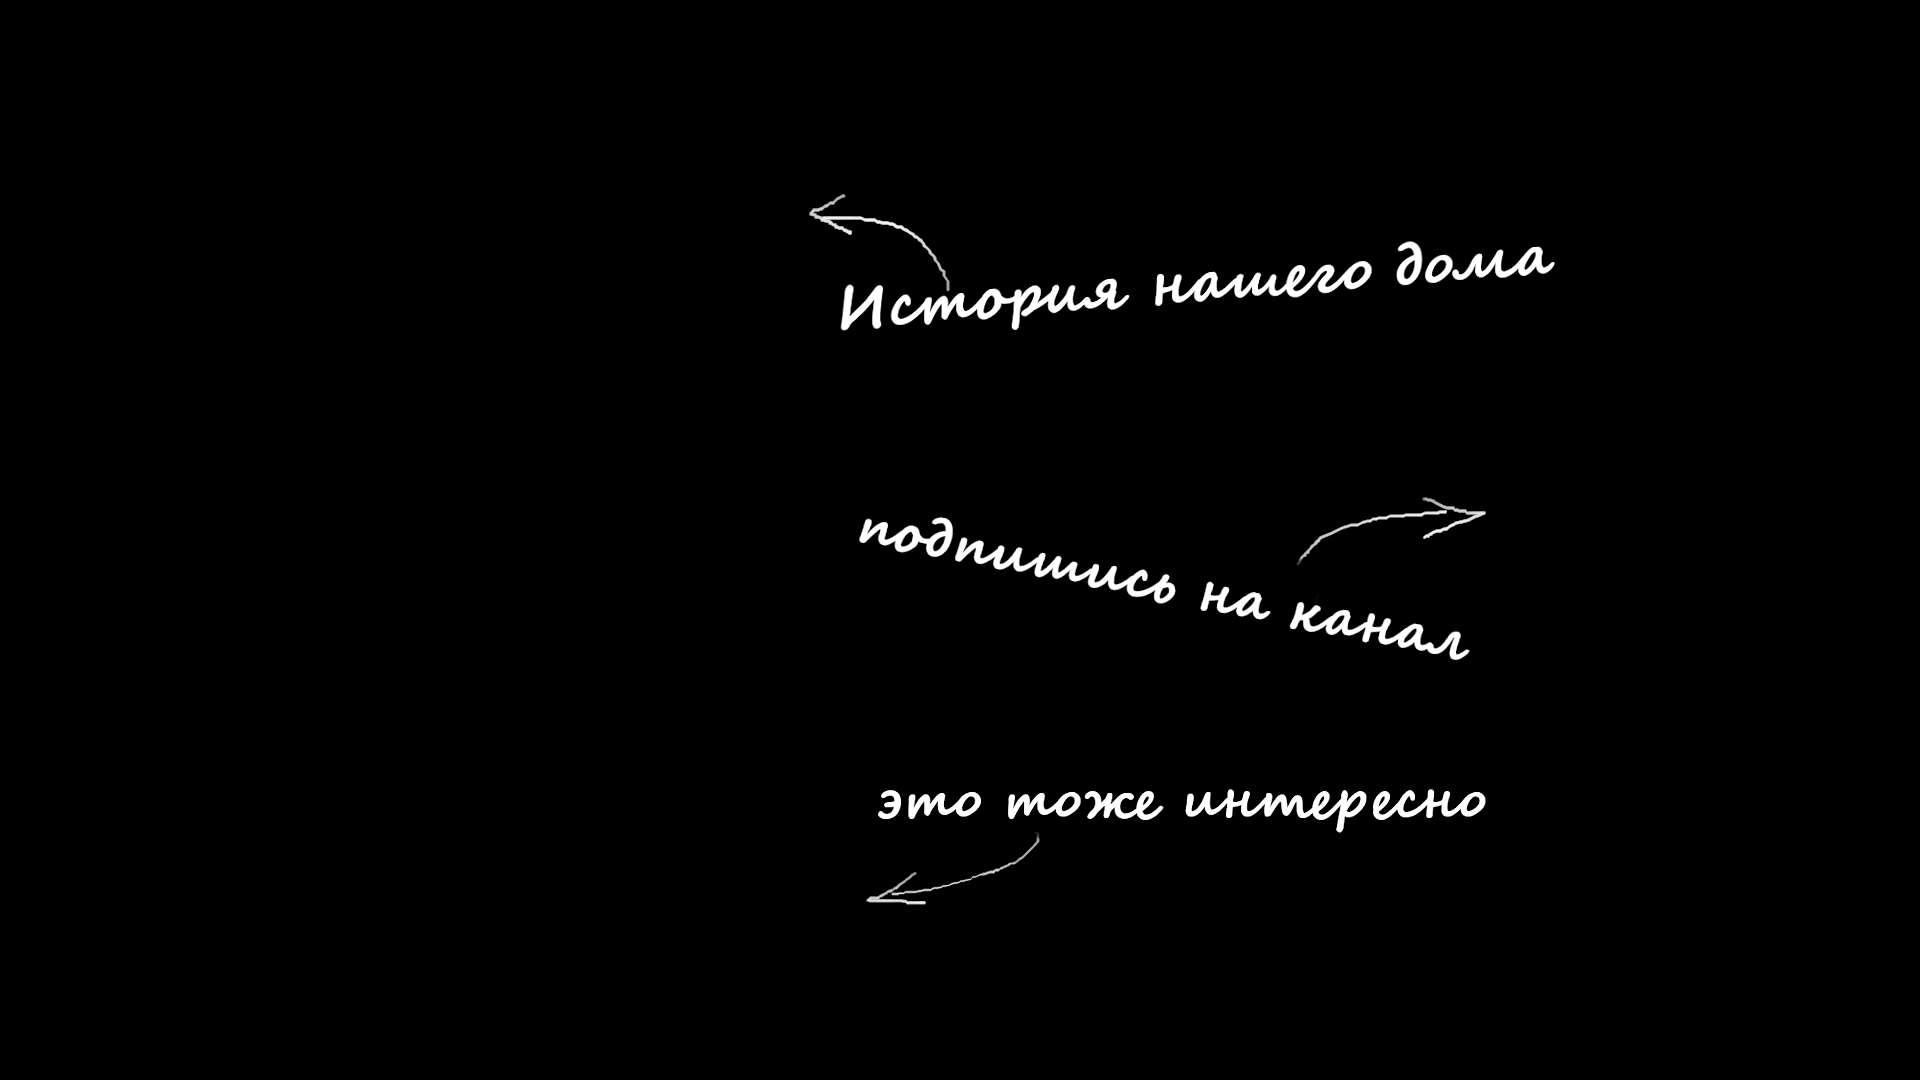 История нашего дома
подпишись на канал
это тоже интересно